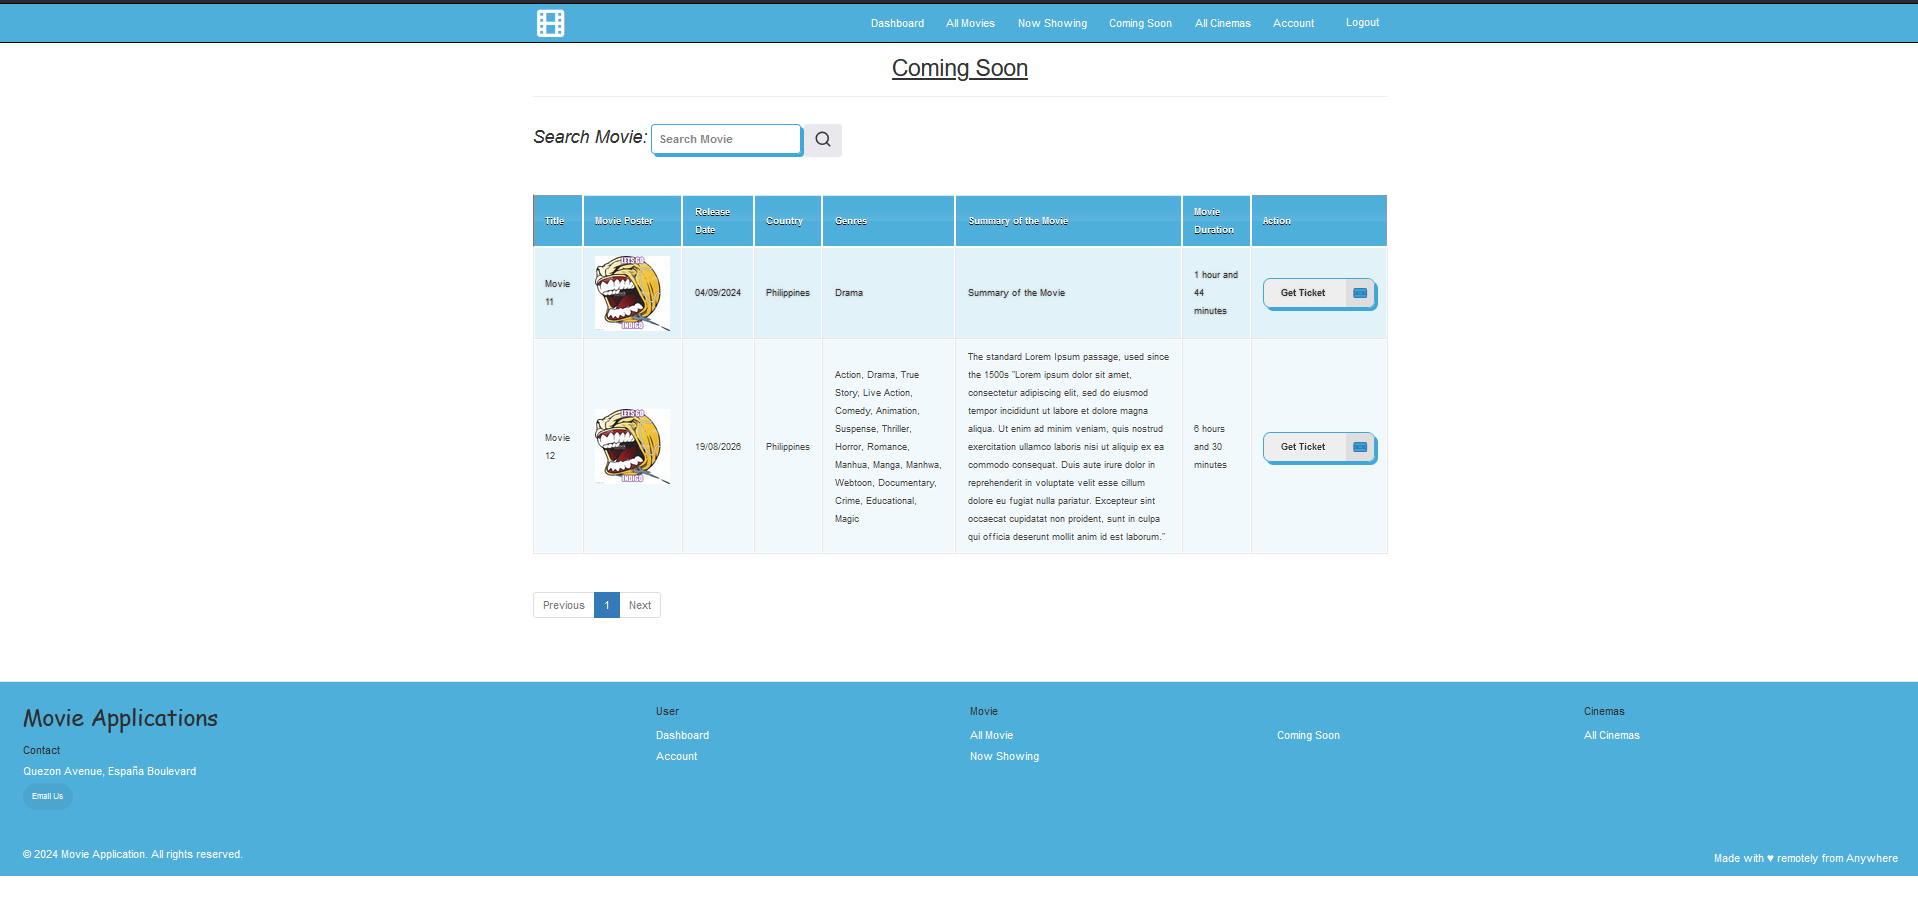 Dashboard All Movies Now Showing Coming Soon All Cinemas Account Logout
Coming Soon
Search Movie: Search Movie
Title Movie Poster Release Date Country Genres Summary of the Movie Movie Duration Action
Movie
11
LETS GO
INDIGO
04/09/2024
Philippines
Drama
Summary of the Movie
1 hour and
44
minutes
Get Ticket
Movie
12
LETS GO
INDIGO
19/08/2026
Philippines
Action, Drama, True
Story, Live Action,
Comedy, Animation,
Suspense, Thriller,
Horror, Romance,
Manhua, Manga, Manhwa,
Webtoon, Documentary,
Crime, Educational,
Magic
The standard Lorem Ipsum passage, used since
the 1500s "Lorem ipsum dolor sit amet,
consectetur adipiscing elit, sed do eiusmod
tempor incididunt ut labore et dolore magna
aliqua. Ut enim ad minim veniam, quis nostrud
exercitation ullamco laboris nisi ut aliquip ex ea
commodo consequat. Duis aute irure dolor in
reprehenderit in voluptate velit esse cillum
dolore eu fugiat nulla pariatur. Excepteur sint
occaecat cupidatat non proident, sunt in culpa
qui officia deserunt mollit anim id est laborum."
6 hours
and 30
minutes
Get Ticket
Previous 1 Next
Movie Applications
Contact
Quezon Avenue, España Boulevard
Email Us
User
Dashboard
Account
Movie
All Movie
Now Showing
Coming Soon
Cinemas
All Cinemas
© 2024 Movie Application. All rights reserved.
Made with ♥ remotely from Anywhere